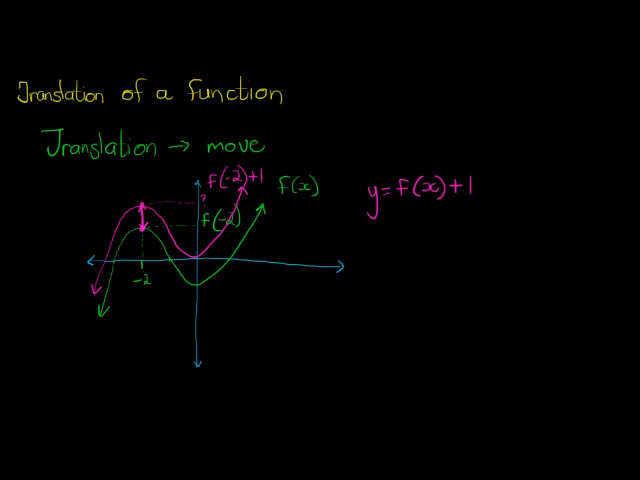 Translation of a function
Translation → move
f(-2)+1
f(x)
y=f(x)+1
?
f(-2)
-2